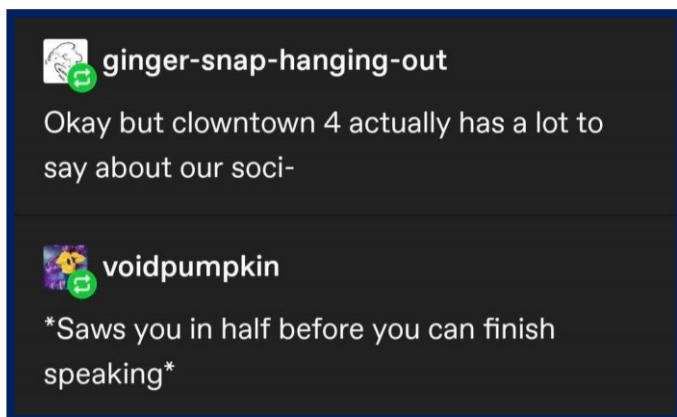 ginger-snap-hanging-out
Okay but clowntown 4 actually has a lot to
say about our soci-
voidpumpkin
*Saws you in half before you can finish
speaking*